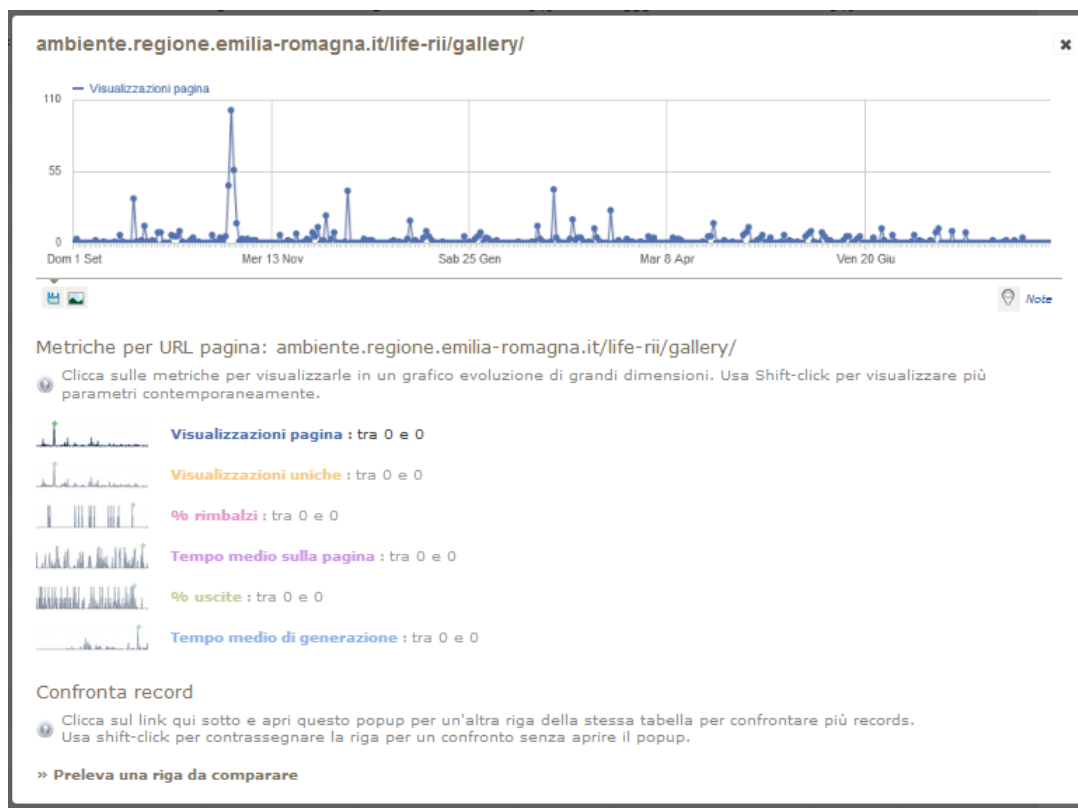 ambiente.regione.emilia-romagna.it/life-rii/gallery/
Visualizzazioni pagina
110
55
0
Dom 1 Set Mer 13 Nov Sab 25 Gen Mar 8 Apr Ven 20 Giu
Note
Metriche per URL pagina: ambiente.regione.emilia-romagna.it/life-rii/gallery/
Clicca sulle metriche per visualizzarle in un grafico evoluzione di grandi dimensioni. Usa Shift-click per visualizzare più
parametri contemporaneamente.
Visualizzazioni pagina : tra 0 e 0
Visualizzazioni uniche : tra 0 e 0
% rimbalzi : tra 0 e 0
Tempo medio sulla pagina : tra 0 e 0
% uscite : tra 0 e 0
Tempo medio di generazione : tra 0 e 0
Confronta record
Clicca sul link qui sotto e apri questo popup per un'altra riga della stessa tabella per confrontare più records.
Usa shift-click per contrassegnare la riga per un confronto senza aprire il popup.
» Preleva una riga da comparare